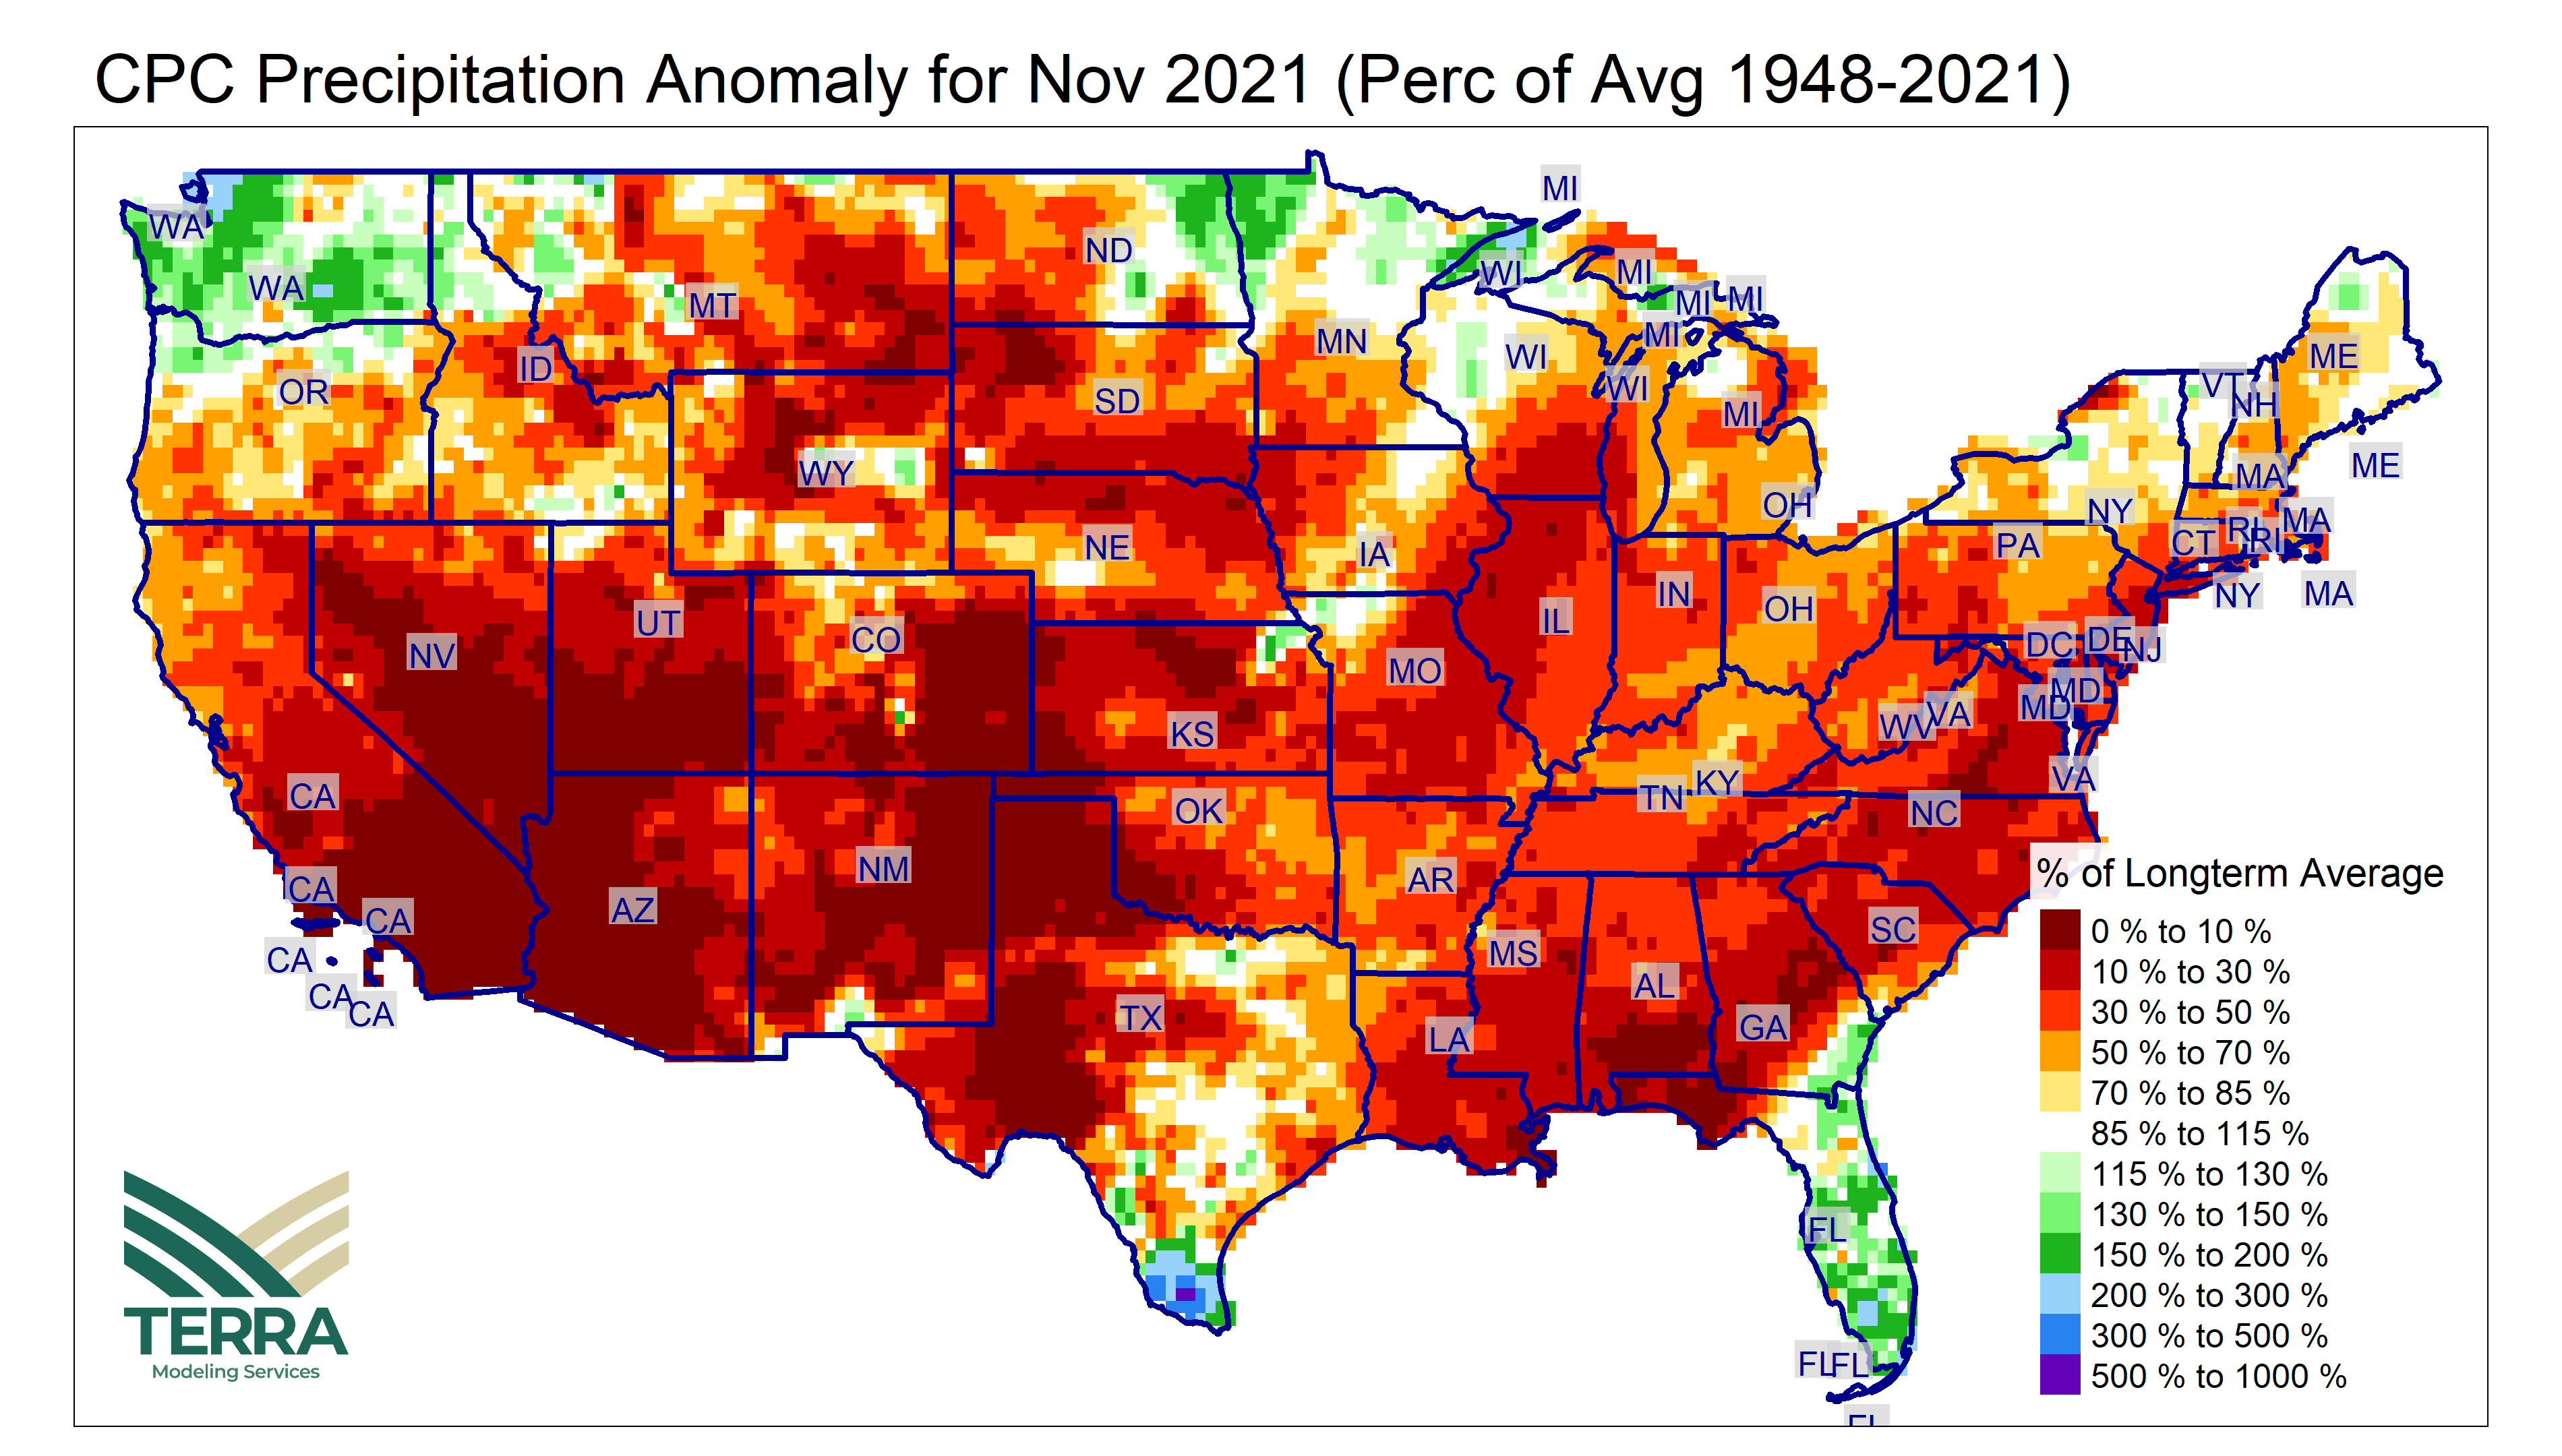 CPC Precipitation Anomaly for Nov 2021 (Perc of Avg 1948-2021)
MI
WA
ND
WI
MI
WA
MT
MI
MI
MN
MI
WI
ME
ID
VT
OR
WI
NH
SD
MI
ME
WY
MA
OH
NY
MA
NE
IA
PA
CT
RI
RI
IN
NY
MA
UT
IL
OH
CO
DC
DE
NJ
NV
MO
MD
MD
KS
WV
VA
CA
KY
VA
TN
OK
NC
NM
AR
% of Longterm Average
CA
CA
AZ
SC
0 % to 10 %
MS
CA
10 % to 30 %
AL
CA
CA
TX
LA
GA
30 % to 50 %
50 % to 70 %
70 % to 85 %
85 % to 115 %
115 % to 130 %
130 % to 150 %
FL
150 % to 200 %
200 % to 300 %
TERRA
300 % to 500 %
Modeling Services
FL
FL
500 % to 1000 %
FL